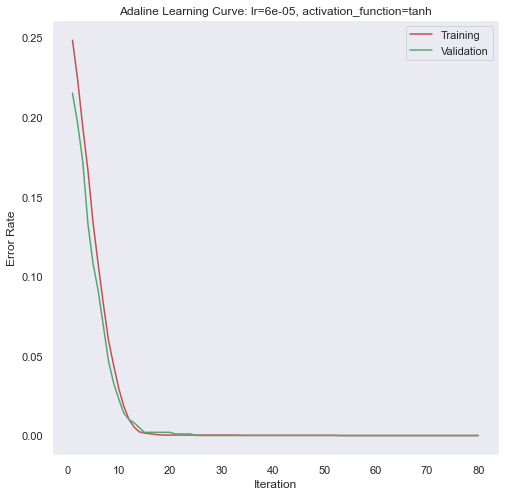 Adaline Learning Curve: lr=6e-05, activation_function=tanh
Training
Validation
Error Rate
0.25
0.20
0.15
0.10
0.05
0.00
0 10 20 30 40 50 60 70 80
Iteration